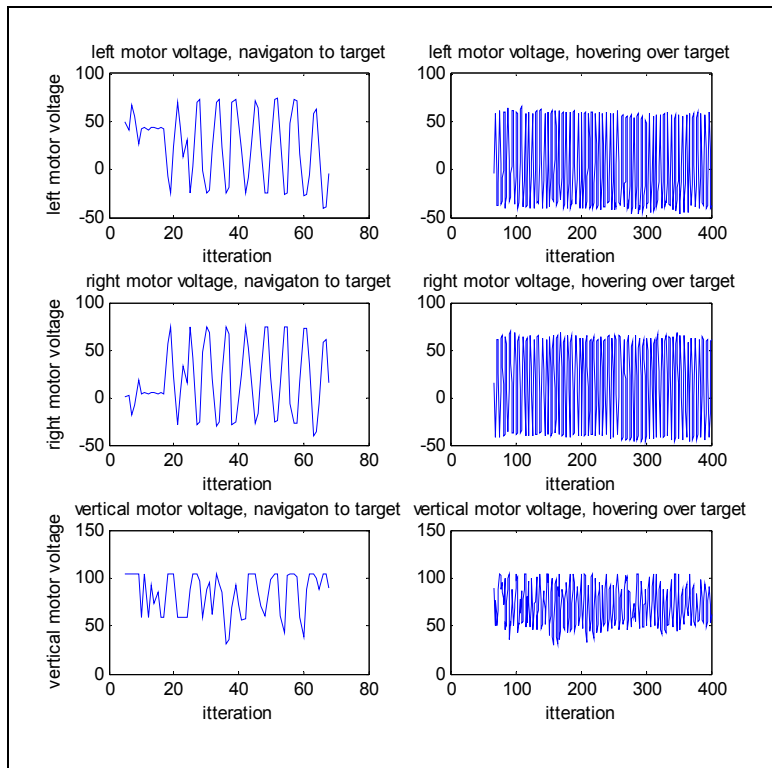 left motor voltage, navigaton to target
left motor voltage
100
50
0
-50
0 20 40 60 80
itteration
left motor voltage, hovering over target
100
50
0
-50
100 200 300 400
itteration
right motor voltage, navigaton to target
right motor voltage
100
50
0
-50
0 20 40 60 80
itteration
right motor voltage, hovering over target
100
50
0
-50
100 200 300 400
itteration
vertical motor voltage, navigaton to target
vertical motor voltage
150
100
50
0
0 20 40 60 80
itteration
vertical motor voltage, hovering over target
150
100
50
0
0 100 200 300 400
itteration